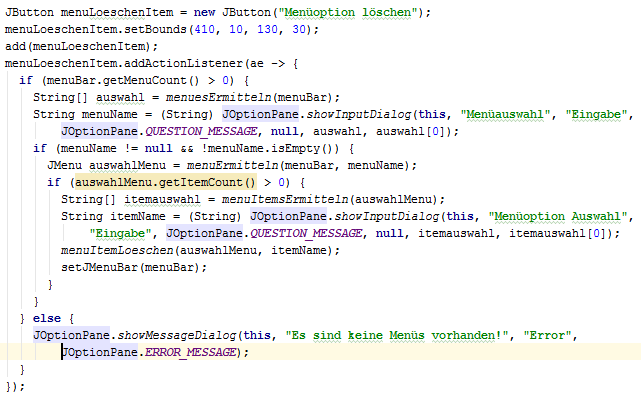 JButton menuLoeschenItem = new JButton("Menüoption löschen");
menuLoeschenItem.setBounds(410, 10, 130, 30);
add(menuLoeschenItem);
menuLoeschenItem.addActionListener(ae -> {
if (menuBar.getMenuCount() > 0) {
String[] auswahl = menuesErmitteln(menuBar);
String menuName = (String) JOptionPane.showInputDialog(this, "Menüauswahl", "Eingabe",
JOptionPane.QUESTION_MESSAGE, null, auswahl, auswahl[0]);
if (menuName != null && !menuName.isEmpty()) {
JMenu auswahlMenu = menuErmitteln(menuBar, menuName);
if (auswahlMenu.getItemCount() > 0) {
String[] itemauswahl = menuItemsErmitteln(auswahlMenu);
String itemName = (String) JOptionPane.showInputDialog(this, "Menüoption Auswahl",
"Eingabe", JOptionPane.QUESTION_MESSAGE, null, itemauswahl, itemauswahl[0]);
menuItemLoeschen(auswahlMenu, itemName);
setJMenuBar(menuBar);
}
}
} else {
JOptionPane.showMessageDialog(this, "Es sind keine Menüs vorhanden!", "Error",
JOptionPane.ERROR_MESSAGE);
}
});